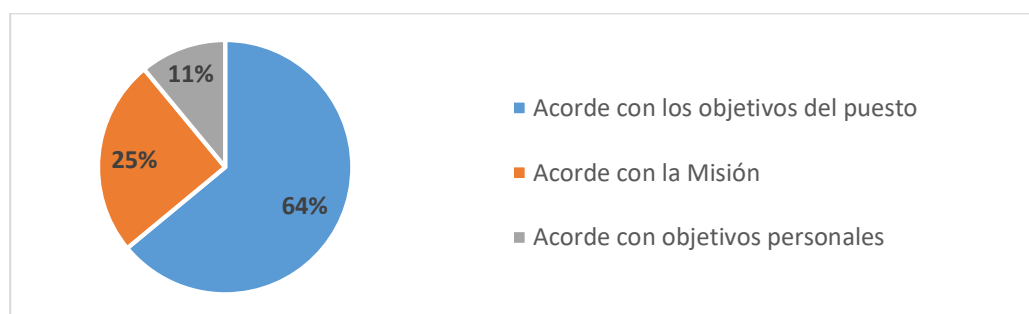 11%
25%
64%
Acorde con los objetivos del puesto
Acorde con la Misión
Acorde con objetivos personales